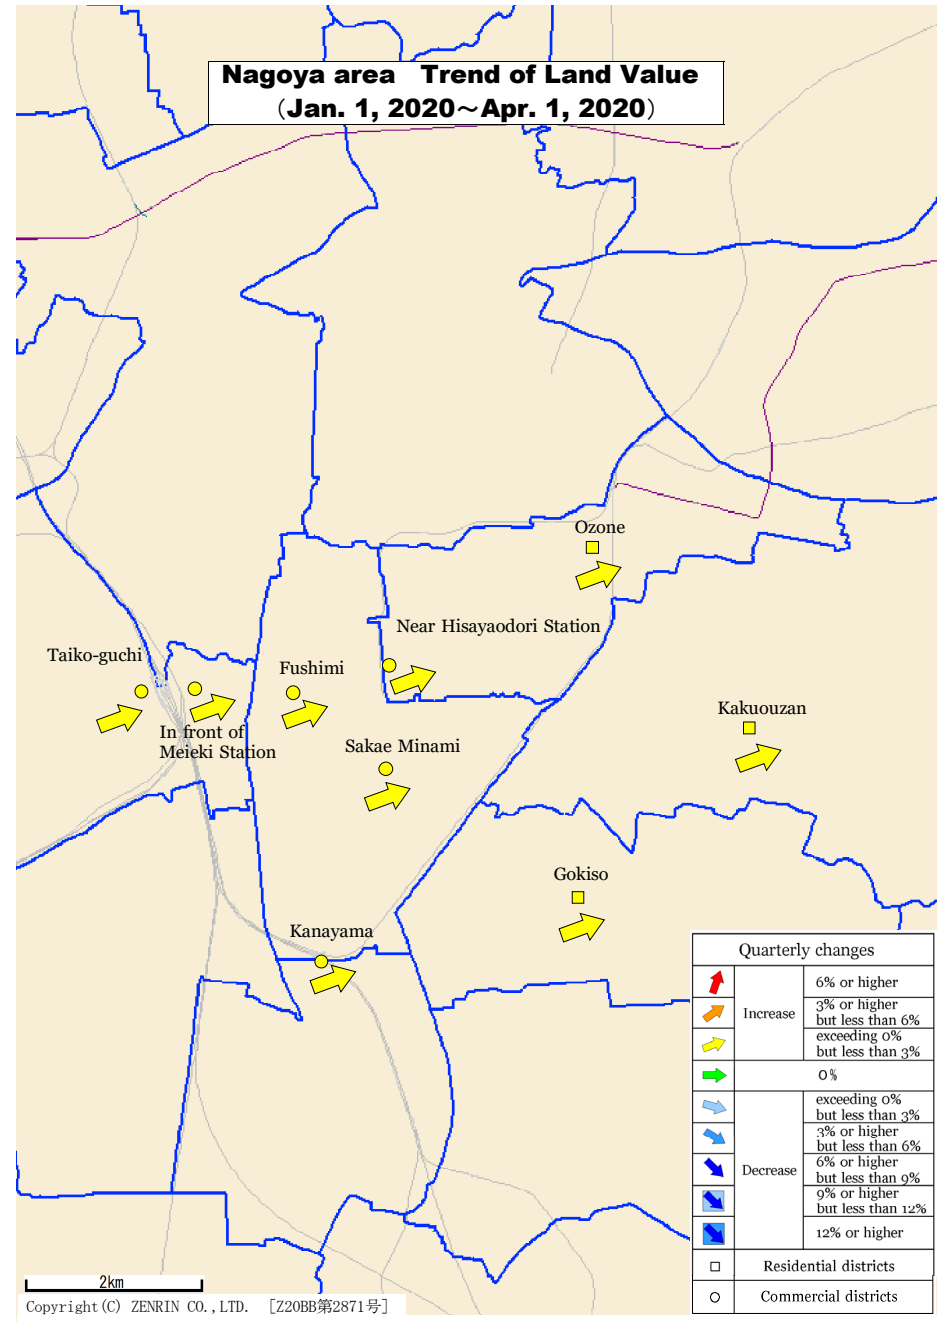 Nagoya area Trend of Land Value
（Jan. 1, 2020～Apr. 1, 2020）
Ozone
Near Hisayaodori Station
Taiko-guchi
Fushimi
Kakuouzan
In front of
Meieki Station
Sakae Minami
Gokiso
Kanayama
Quarterly changes
6% or higher
Increase
3% or higher
but less than 6%
exceeding 0%
but less than 3%
0%
exceeding 0%
but less than 3%
3% or higher
but less than 6%
Decrease
6% or higher
but less than 9%
9% or higher
but less than 12%
12% or higher
Residential districts
Commercial districts
2km
Copyright(C) ZENRIN CO.,LTD. [Z20BB第2871号]